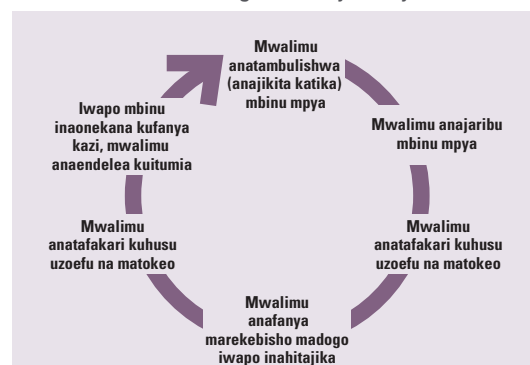 Mwalimu
anatambulishwa
(anajikita katika)
mbinu mpya
Mwalimu anajaribu
mbinu mpya
Mwalimu
anatafakari kuhusu
uzoefu na matokeo
Mwalimu
anafanya
marekebisho madogo
iwapo inahitajika
Mwalimu
anatafakari kuhusu
uzoefu na matokeo
Iwapo mbinu
inaonekana kufanya
kazi, mwalimu
anaendelea kuitumia